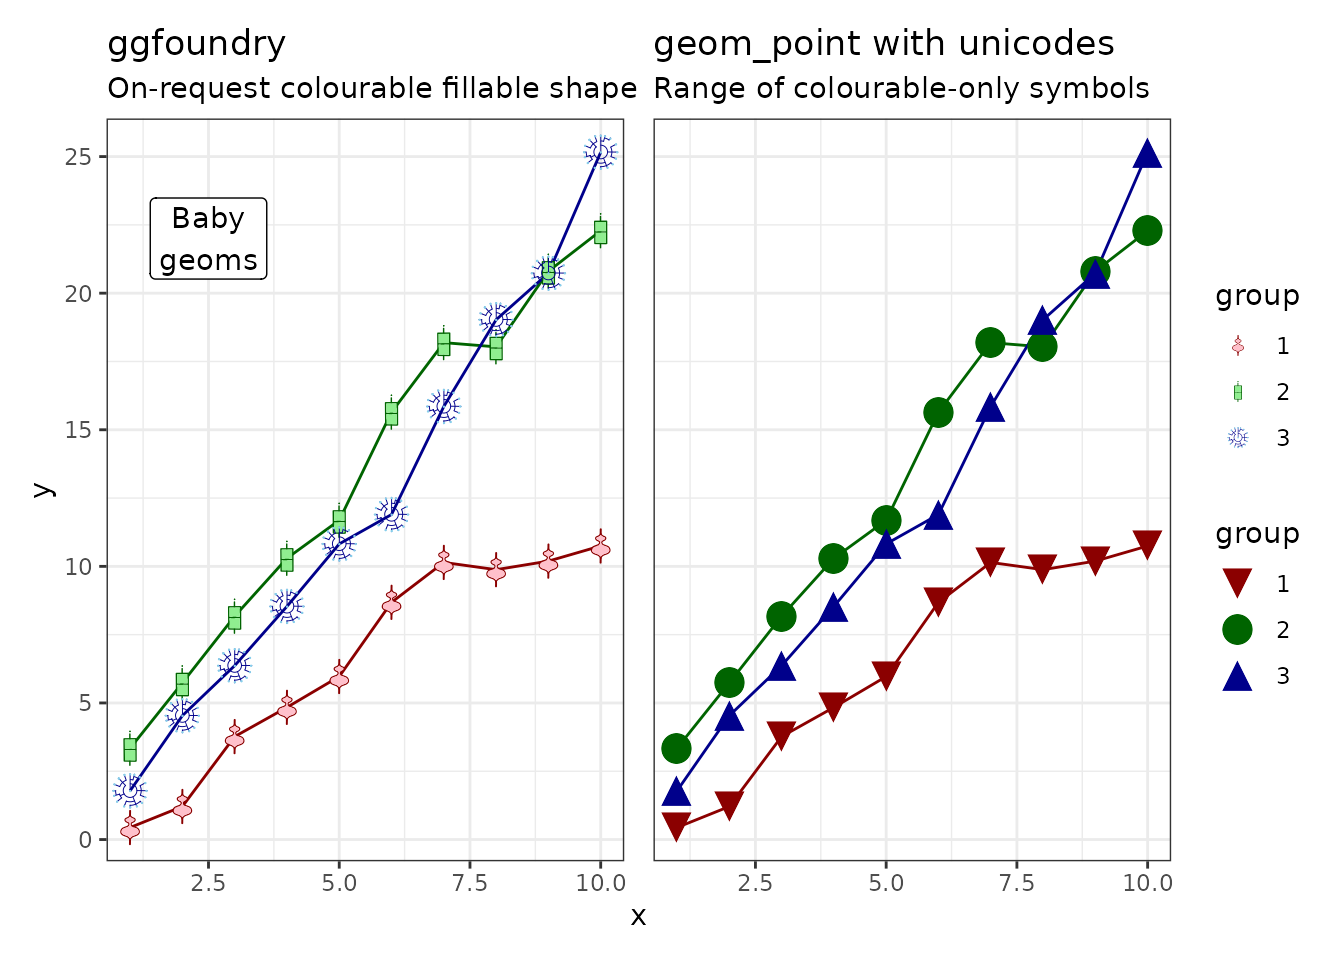 ggfoundry
On-request colourable fillable shape
geom_point with unicodes
Range of colourable-only symbols
Baby
geoms
y
25
20
15
10
5
0
2.5
5.0
7.5
10.0
2.5
5.0
7.5
10.0
x
group
1
2
3
group
1
2
3